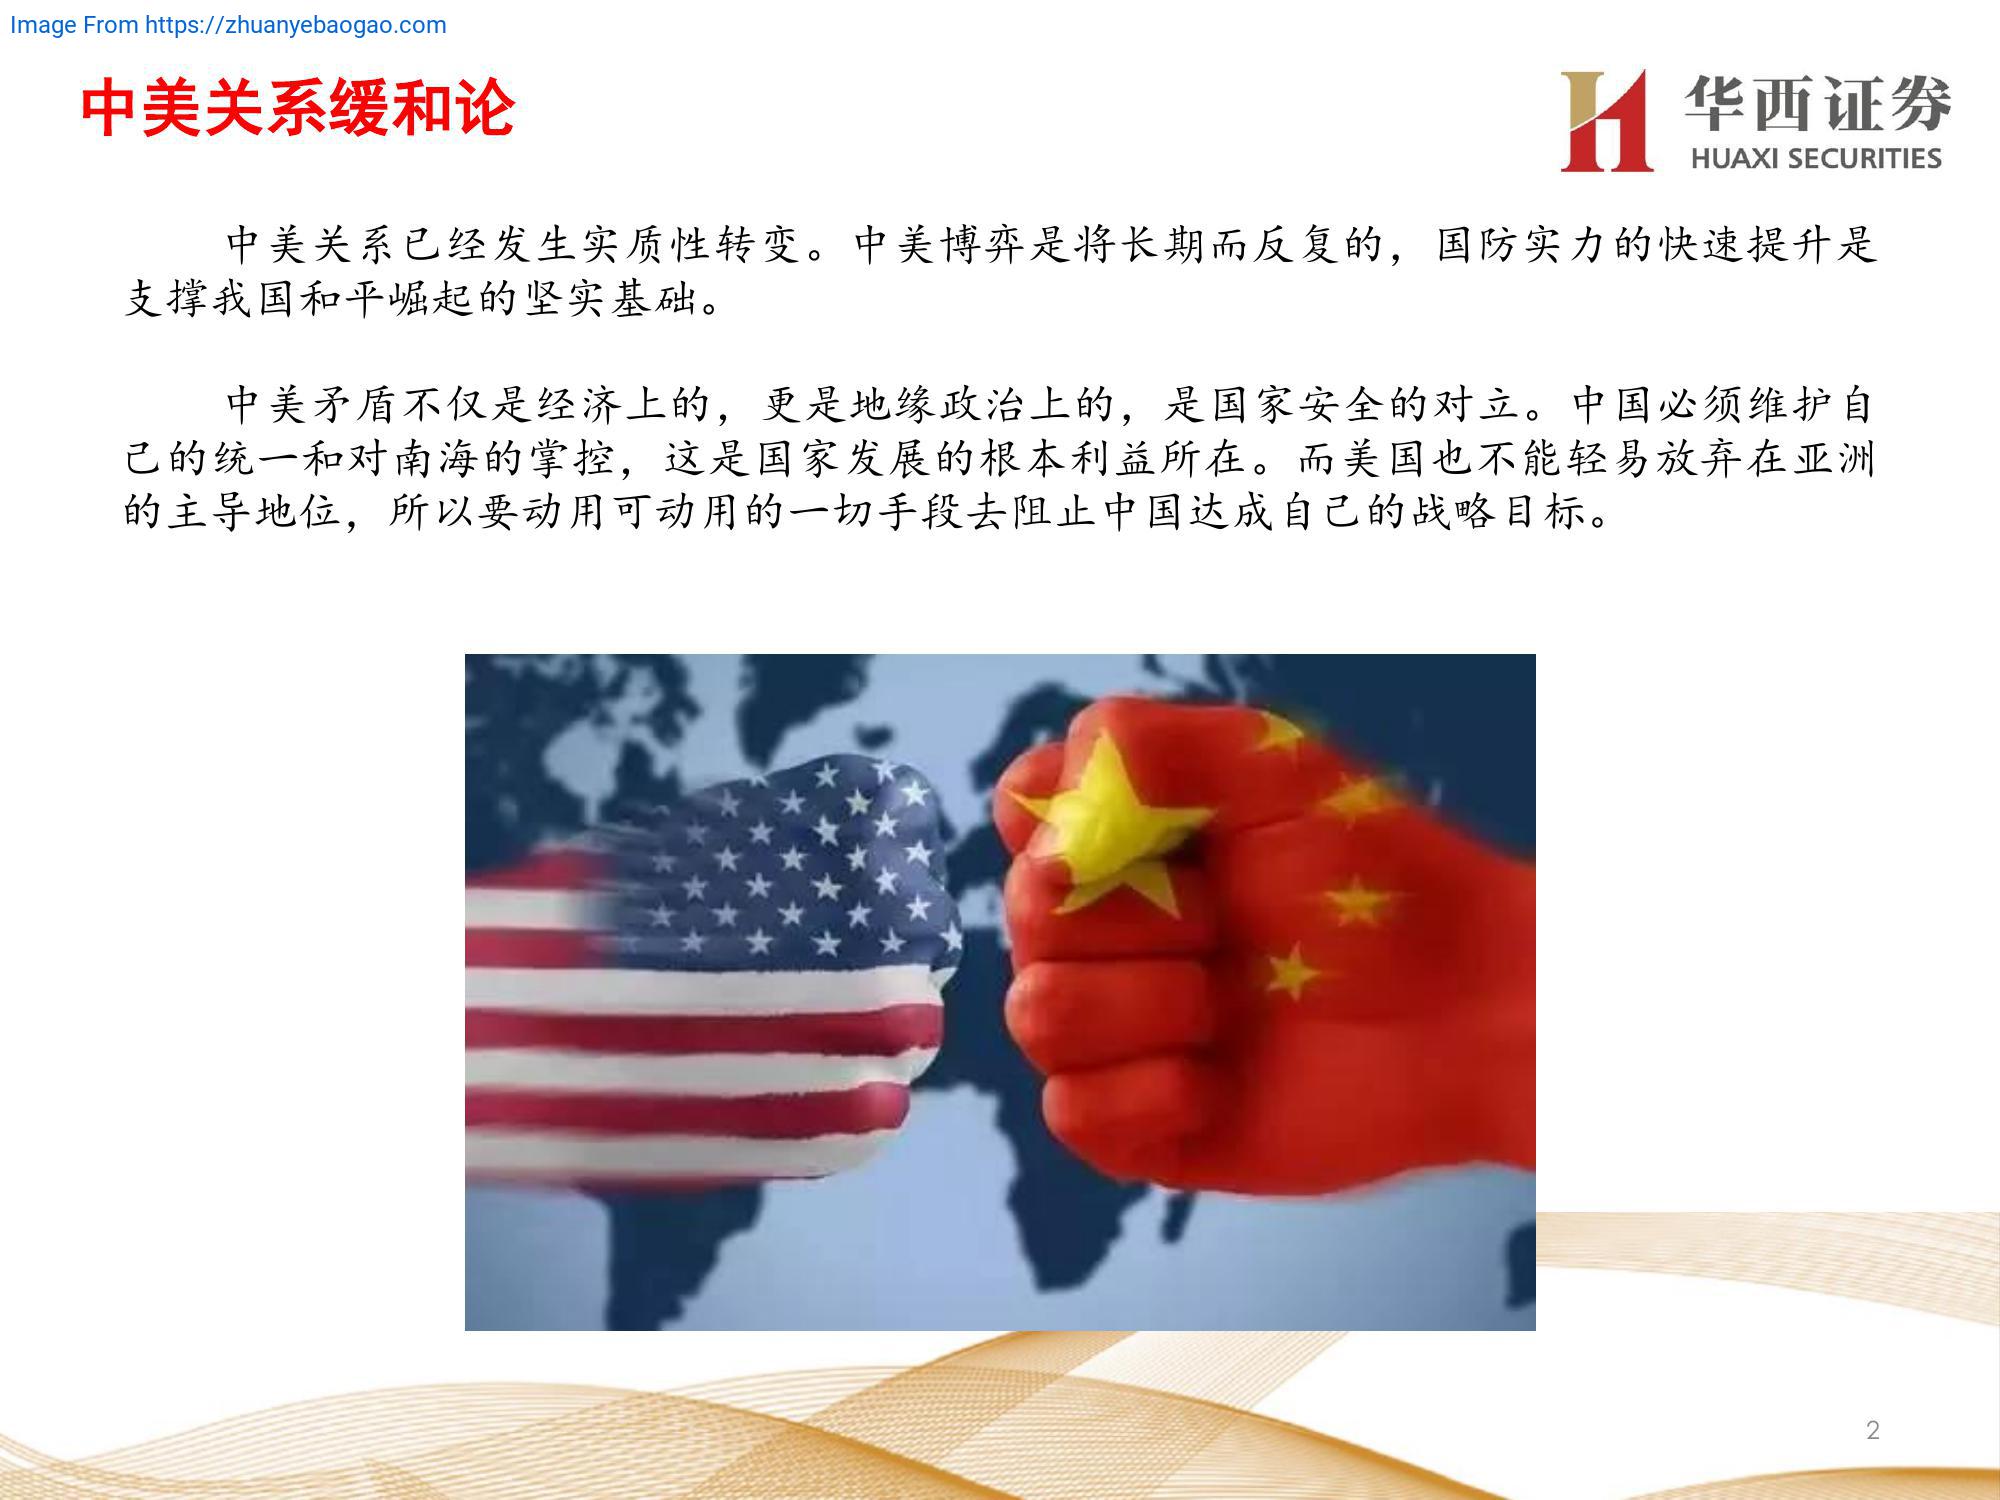 Image From https://zhuanyebaogao.com
中美关系缓和论
华西证券
HUAXI SECURITIES
中美关系已经发生实质性转变。中美博弈是将长期而反复的，国防实力的快速提升是
支撑我国和平崛起的坚实基础。
中美矛盾不仅是经济上的，更是地缘政治上的，是国家安全的对立。中国必须维护自
己的统一和对南海的掌控，这是国家发展的根本利益所在。而美国也不能轻易放弃在亚洲
的主导地位，所以要动用可动用的一切手段去阻止中国达成自己的战略目标。
2